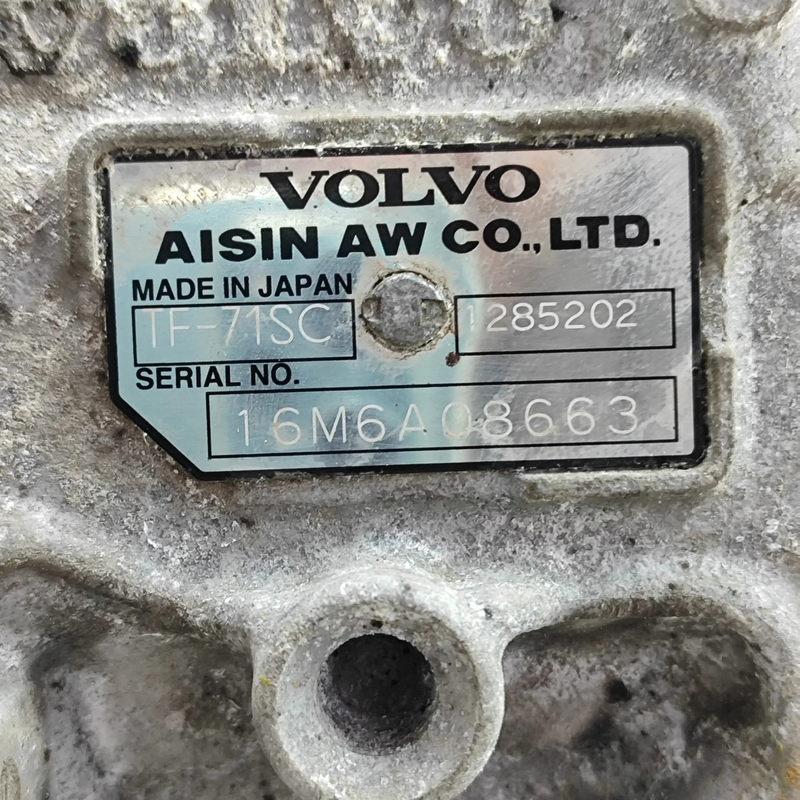 VOLVO
AISIN AW CO., LTD.
MADE IN JAPAN
TF-71SC 1285202
SERIAL NO.
16M6A08663